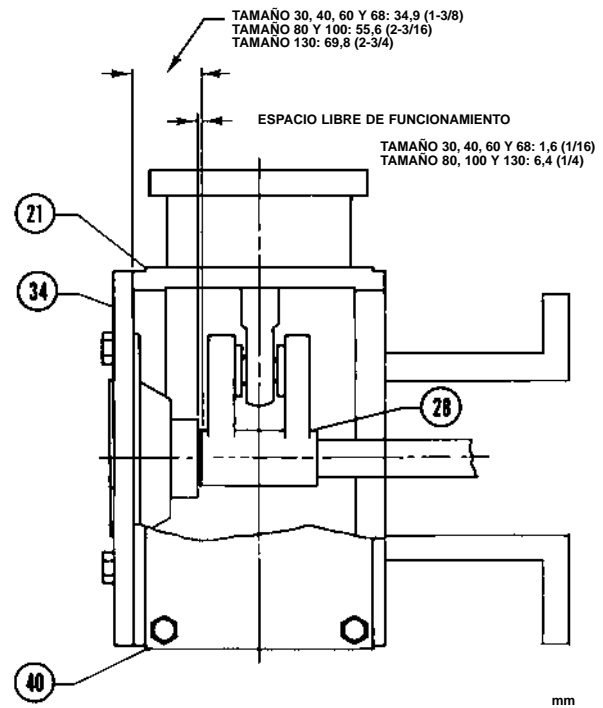 TAMAÑO 30, 40, 60 Y 68: 34,9 (1-3/8)
TAMAÑO 80 Y 100: 55,6 (2-3/16)
TAMAÑO 130: 69,8 (2-3/4)
ESPACIO LIBRE DE FUNCIONAMIENTO
TAMAÑO 30, 40, 60 Y 68: 1,6 (1/16)
TAMAÑO 80, 100 Y 130: 6,4 (1/4)
21
34
28
40
mm